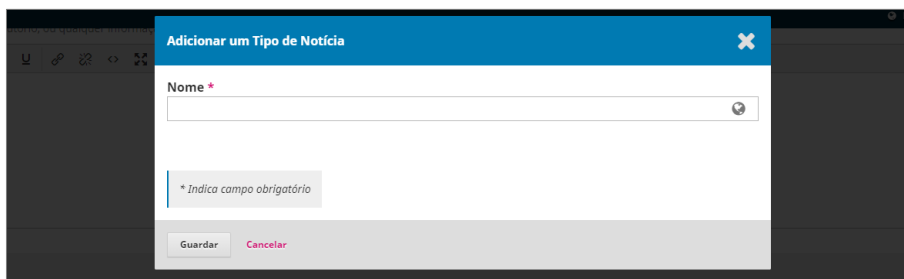 Adicionar um Tipo de Notícia
Nome *
* Indica campo obrigatório
Guardar
Cancelar